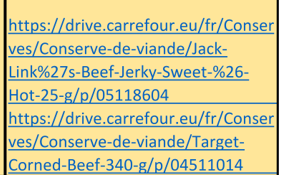 https://drive.carrefour.eu/fr/Conser
ves/Conserve-de-viande/Jack-
Link%27s-Beef-Jerky-Sweet-%26-
Hot-25-g/p/05118604
https://drive.carrefour.eu/fr/Conser
ves/Conserve-de-viande/Target-
Corned-Beef-340-g/p/04511014